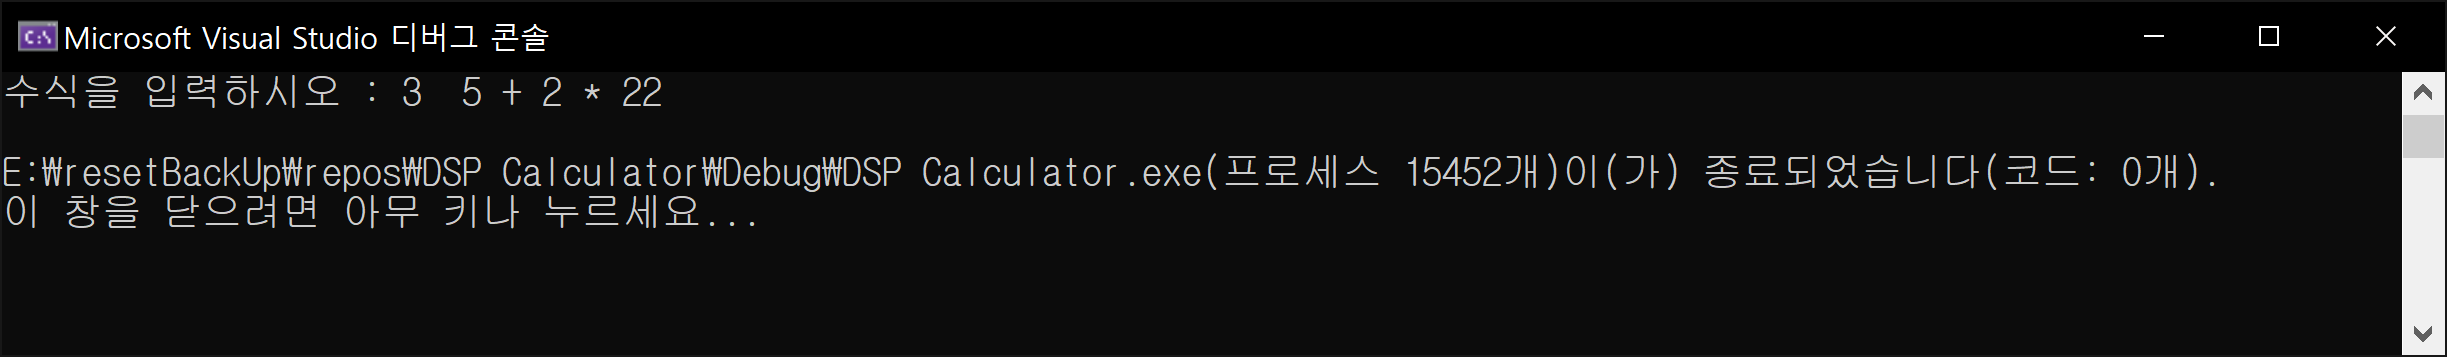 Microsoft Visual Studio 디버그 콘솔
수식을 입력하시오 : 3  5 + 2 * 22
E:₩resetBackUp₩repos₩DSP Calculator₩Debug₩DSP Calculator.exe(프로세스 15452개)이(가) 종료되었습니다(코드: 0개).
이 창을 닫으려면 아무 키나 누르세요...